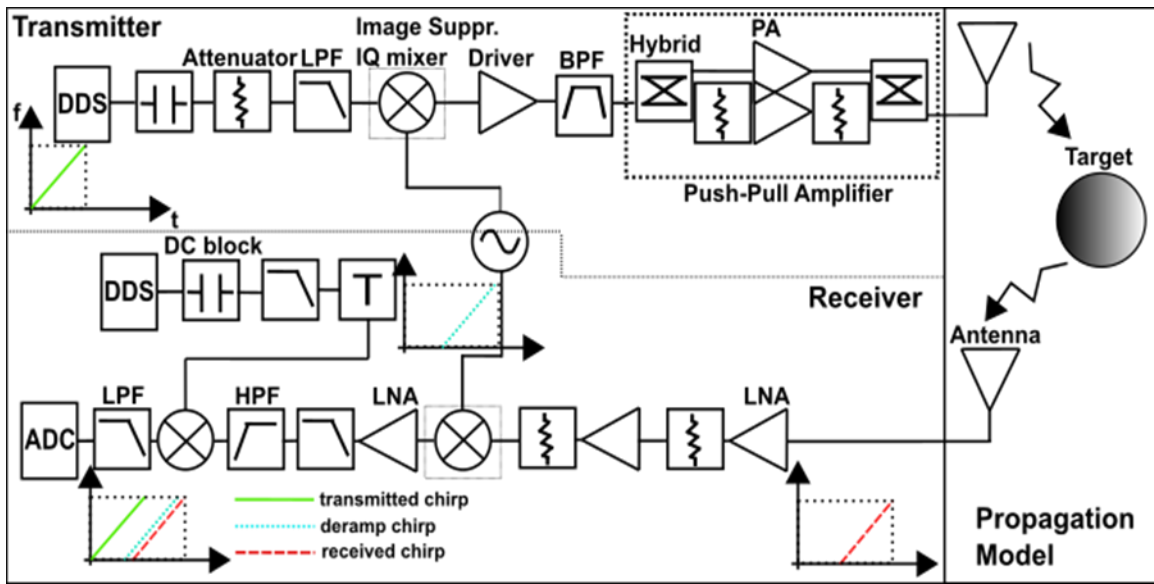 Transmitter
Attenuator
LPF
Image Suppr.
IQ mixer
Driver
BPF
Hybrid
PA
DDS
f
t
Push-Pull Amplifier
Target
DC block
DDS
T
Receiver
Antenna
LPF
HPF
LNA
LNA
ADC
transmitted chirp
deramp chirp
received chirp
Propagation
Model